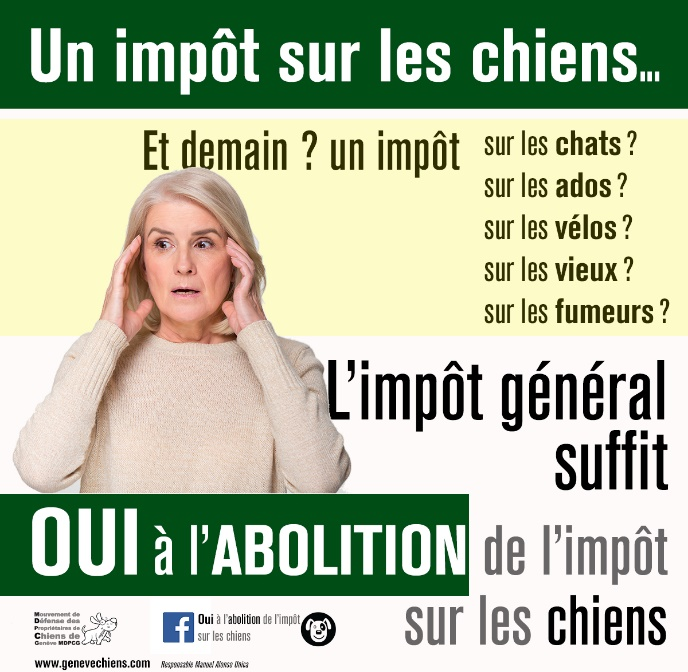 Un impôt sur les chiens...
Et demain ? un impôt
sur les chats ?
sur les ados ?
sur les vélos ?
sur les vieux ?
sur les fumeurs ?
L'impôt général
suffit
OUI à l'ABOLITION de l'impôt
sur les chiens
Mouvement de
Défense des
Propriétaires de
Chiens de
Genève MDPCG
Oui à l'abolition de l'impôt
sur les chiens
www.genevechiens.com
Responsable Manuel Alonso Unica